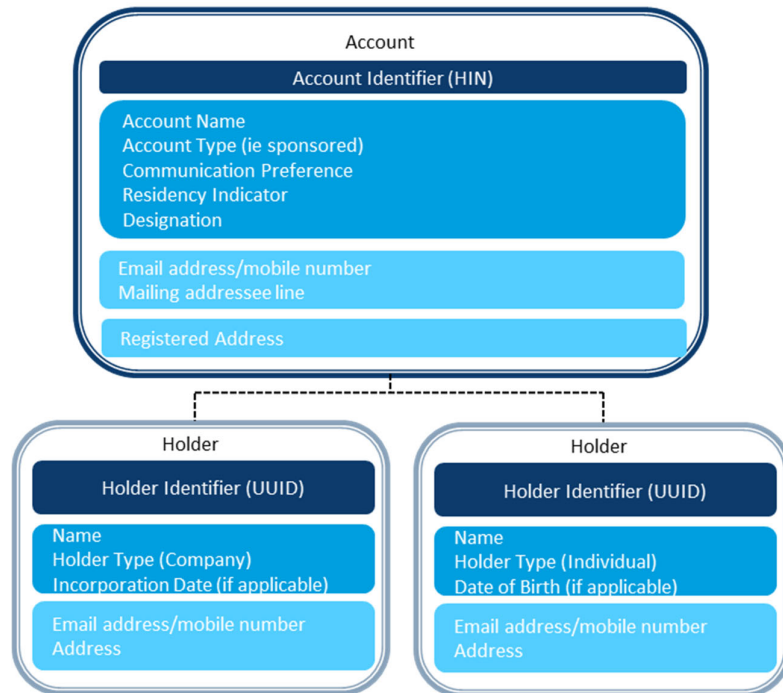 Account
Account Identifier (HIN)
Account Name
Account Type (ie sponsored)
Communication Preference
Residency Indicator
Designation
Email address/mobile number
Mailing addressee line
Registered Address
Holder
Holder Identifier (UUID)
Name
Holder Type (Company)
Incorporation Date (if applicable)
Email address/mobile number
Address
Holder
Holder Identifier (UUID)
Name
Holder Type (Individual)
Date of Birth (if applicable)
Email address/mobile number
Address